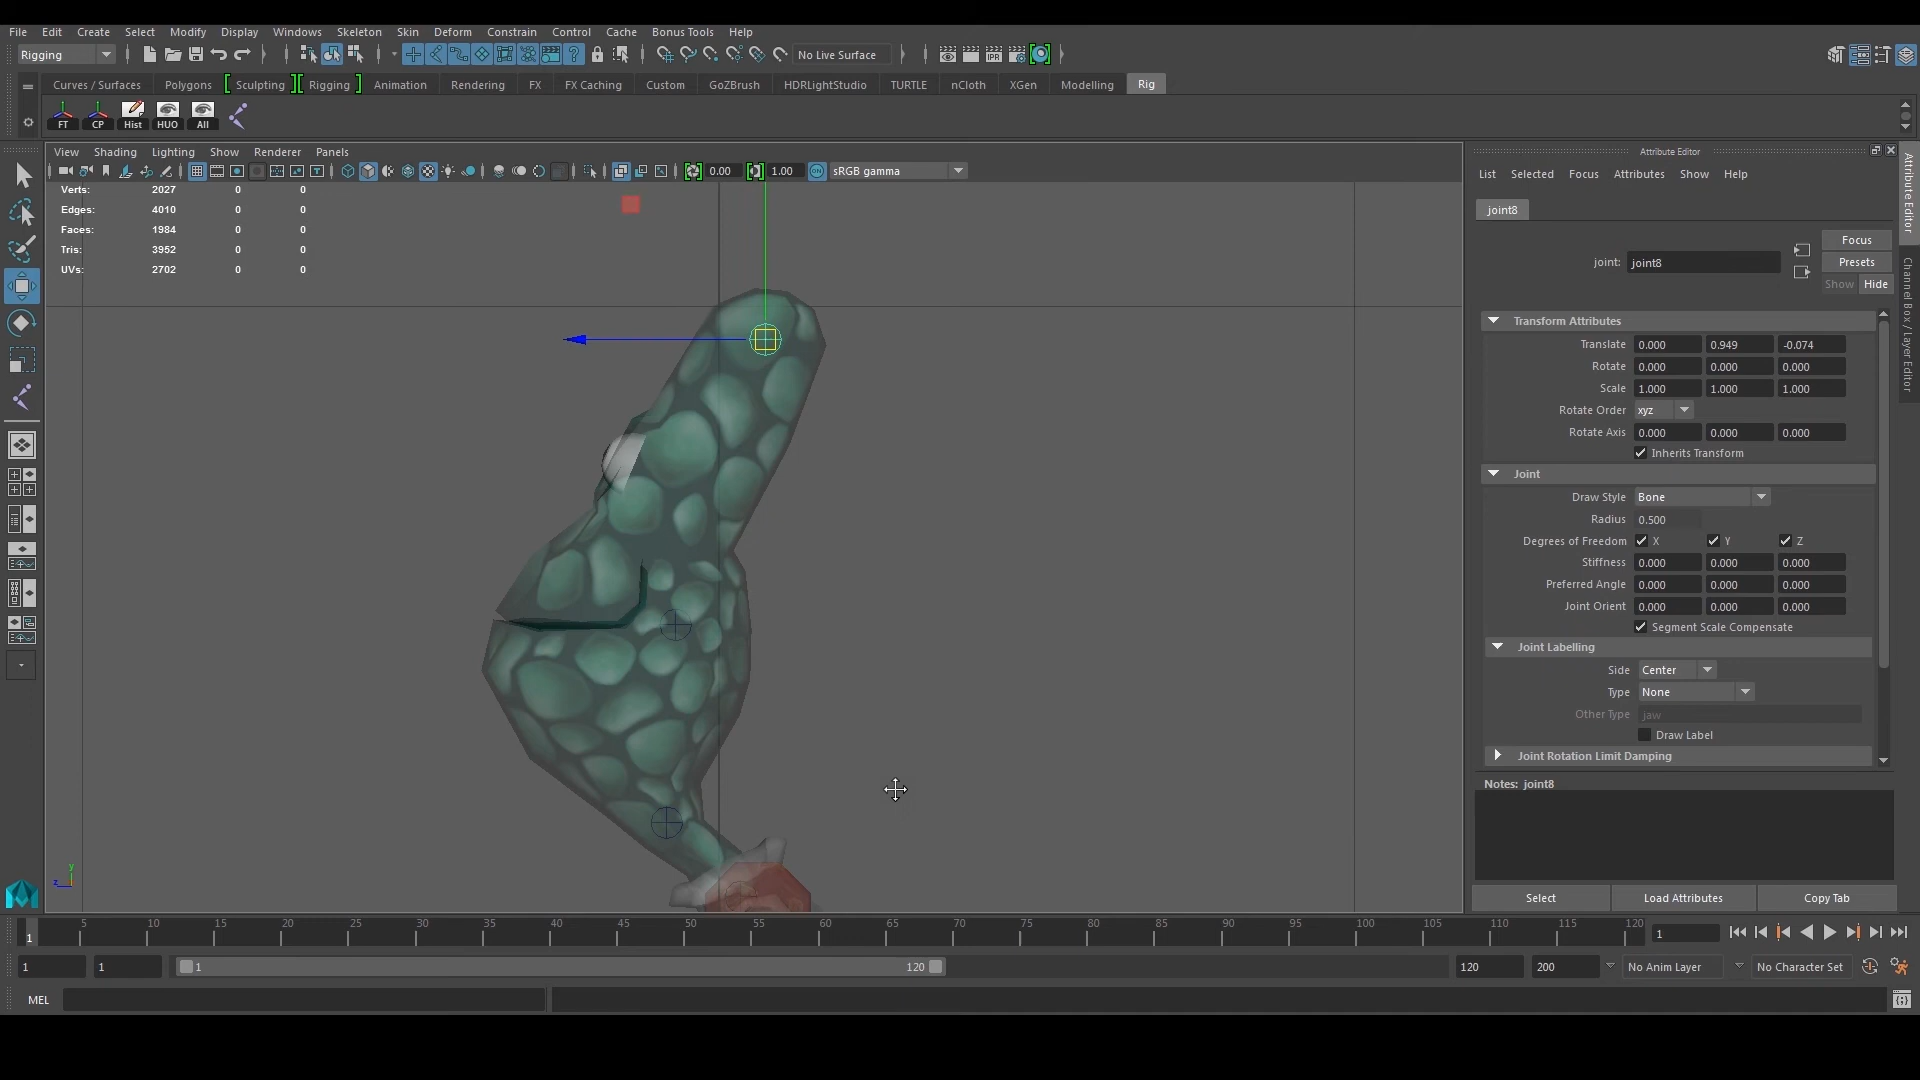 File Edit Create Select Modify Display Windows Skeleton Skin Deform Constrain Control Cache Bonus Tools Help
Rigging No Live Surface IPR
Curves / Surfaces Polygons Sculpting Rigging Animation Rendering FX FX Caching Custom GoZBrush HDRLightStudio TURTLE nCloth XGen Modelling Rig
FT CP Hist HUO All
View Shading Lighting Show Renderer Panels
0.00 1.00 ON sRGB gamma
Verts: 2027 0 0
Edges: 4010 0 0
Faces: 1984 0 0
Tris: 3952 0 0
UVs: 2702 0 0
y
z
Attribute Editor
List Selected Focus Attributes Show Help
joint8
joint: joint8
Focus
Presets
Show Hide
Transform Attributes
Translate 0.000 0.949 -0.074
Rotate 0.000 0.000 0.000
Scale 1.000 1.000 1.000
Rotate Order xyz
Rotate Axis 0.000 0.000 0.000
Inherits Transform
Joint
Draw Style Bone
Radius 0.500
Degrees of Freedom X Y Z
Stiffness 0.000 0.000 0.000
Preferred Angle 0.000 0.000 0.000
Joint Orient 0.000 0.000 0.000
Segment Scale Compensate
Joint Labelling
Side Center
Type None
Other Type jaw
Draw Label
Joint Rotation Limit Damping
Notes: joint8
Select Load Attributes Copy Tab
Attribute Editor
Channel Box / Layer Editor
1 5 10 15 20 25 30 35 40 45 50 55 60 65 70 75 80 85 90 95 100 105 110 115 120 1
1 1 1 120 120 200 No Anim Layer No Character Set
MEL